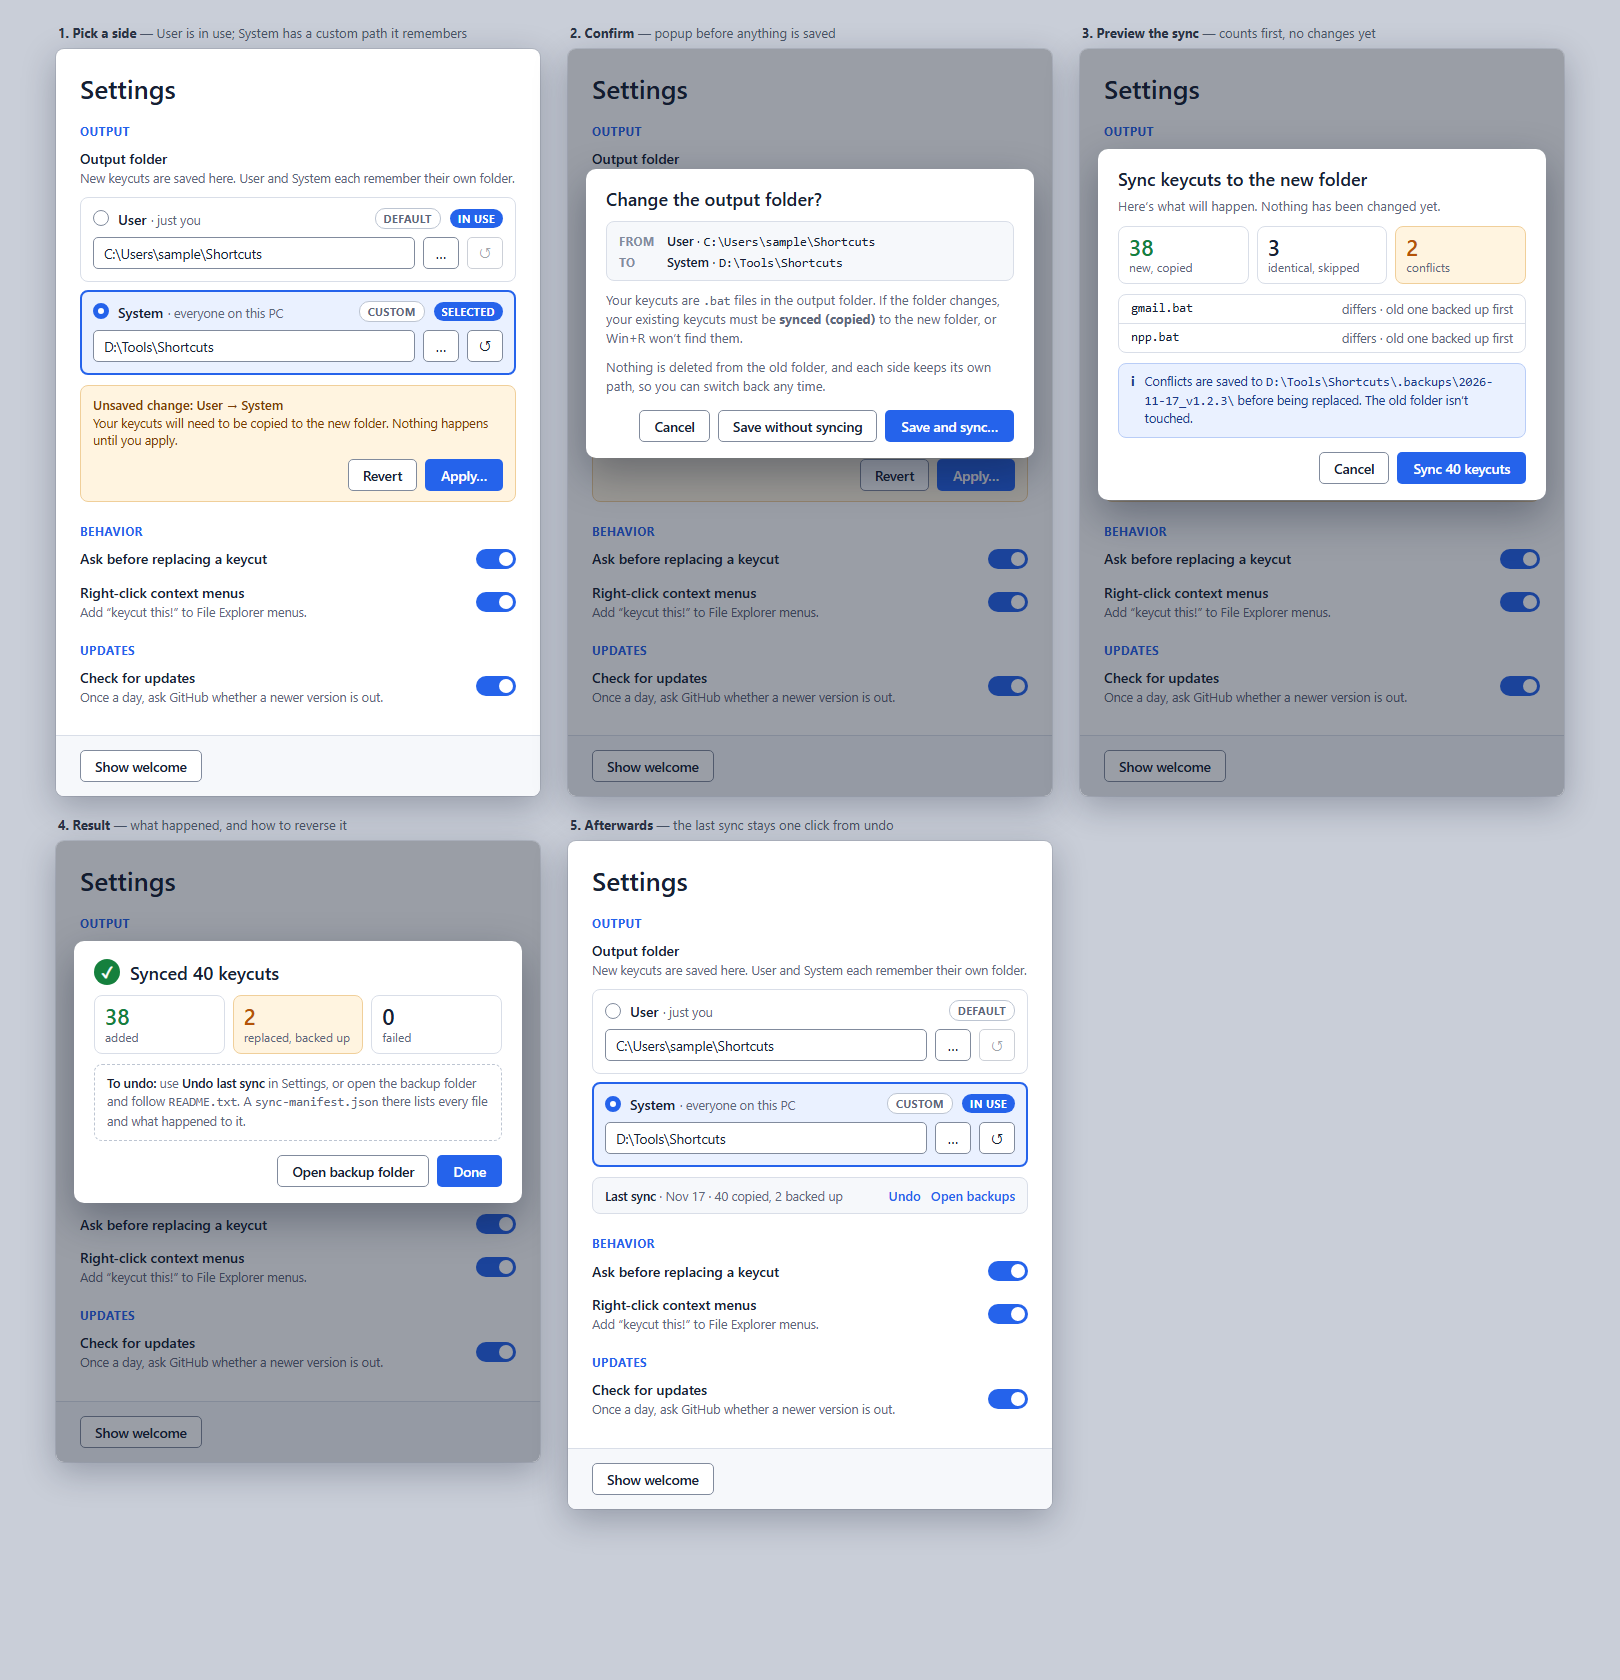 1. Pick a side — User is in use; System has a custom path it remembers
Settings
OUTPUT
Output folder
New keycuts are saved here. User and System each remember their own folder.
User · just you
DEFAULT
IN USE
C:\Users\sample\Shortcuts
...
↺
System · everyone on this PC
CUSTOM
SELECTED
D:\Tools\Shortcuts
...
↺
Unsaved change: User → System
Your keycuts will need to be copied to the new folder. Nothing happens
until you apply.
Revert
Apply...
BEHAVIOR
Ask before replacing a keycut
Right-click context menus
Add “keycut this!” to File Explorer menus.
UPDATES
Check for updates
Once a day, ask GitHub whether a newer version is out.
Show welcome
2. Confirm — popup before anything is saved
Settings
OUTPUT
Output folder
Change the output folder?
FROM User · C:\Users\sample\Shortcuts
TO System · D:\Tools\Shortcuts
Your keycuts are .bat files in the output folder. If the folder changes,
your existing keycuts must be synced (copied) to the new folder, or
Win+R won’t find them.
Nothing is deleted from the old folder, and each side keeps its own
path, so you can switch back any time.
Cancel
Save without syncing
Save and sync...
Revert
Apply...
BEHAVIOR
Ask before replacing a keycut
Right-click context menus
Add “keycut this!” to File Explorer menus.
UPDATES
Check for updates
Once a day, ask GitHub whether a newer version is out.
Show welcome
3. Preview the sync — counts first, no changes yet
Settings
OUTPUT
Sync keycuts to the new folder
Here’s what will happen. Nothing has been changed yet.
38
new, copied
3
identical, skipped
2
conflicts
gmail.bat differs · old one backed up first
npp.bat differs · old one backed up first
i Conflicts are saved to D:\Tools\Shortcuts\.backups\2026-
11-17_v1.2.3\ before being replaced. The old folder isn’t
touched.
Cancel
Sync 40 keycuts
BEHAVIOR
Ask before replacing a keycut
Right-click context menus
Add “keycut this!” to File Explorer menus.
UPDATES
Check for updates
Once a day, ask GitHub whether a newer version is out.
Show welcome
4. Result — what happened, and how to reverse it
Settings
OUTPUT
✓ Synced 40 keycuts
38
added
2
replaced, backed up
0
failed
To undo: use Undo last sync in Settings, or open the backup folder
and follow README.txt. A sync-manifest.json there lists every file
and what happened to it.
Open backup folder
Done
Ask before replacing a keycut
Right-click context menus
Add “keycut this!” to File Explorer menus.
UPDATES
Check for updates
Once a day, ask GitHub whether a newer version is out.
Show welcome
5. Afterwards — the last sync stays one click from undo
Settings
OUTPUT
Output folder
New keycuts are saved here. User and System each remember their own folder.
User · just you
DEFAULT
C:\Users\sample\Shortcuts
...
↺
System · everyone on this PC
CUSTOM
IN USE
D:\Tools\Shortcuts
...
↺
Last sync · Nov 17 · 40 copied, 2 backed up
Undo
Open backups
BEHAVIOR
Ask before replacing a keycut
Right-click context menus
Add “keycut this!” to File Explorer menus.
UPDATES
Check for updates
Once a day, ask GitHub whether a newer version is out.
Show welcome